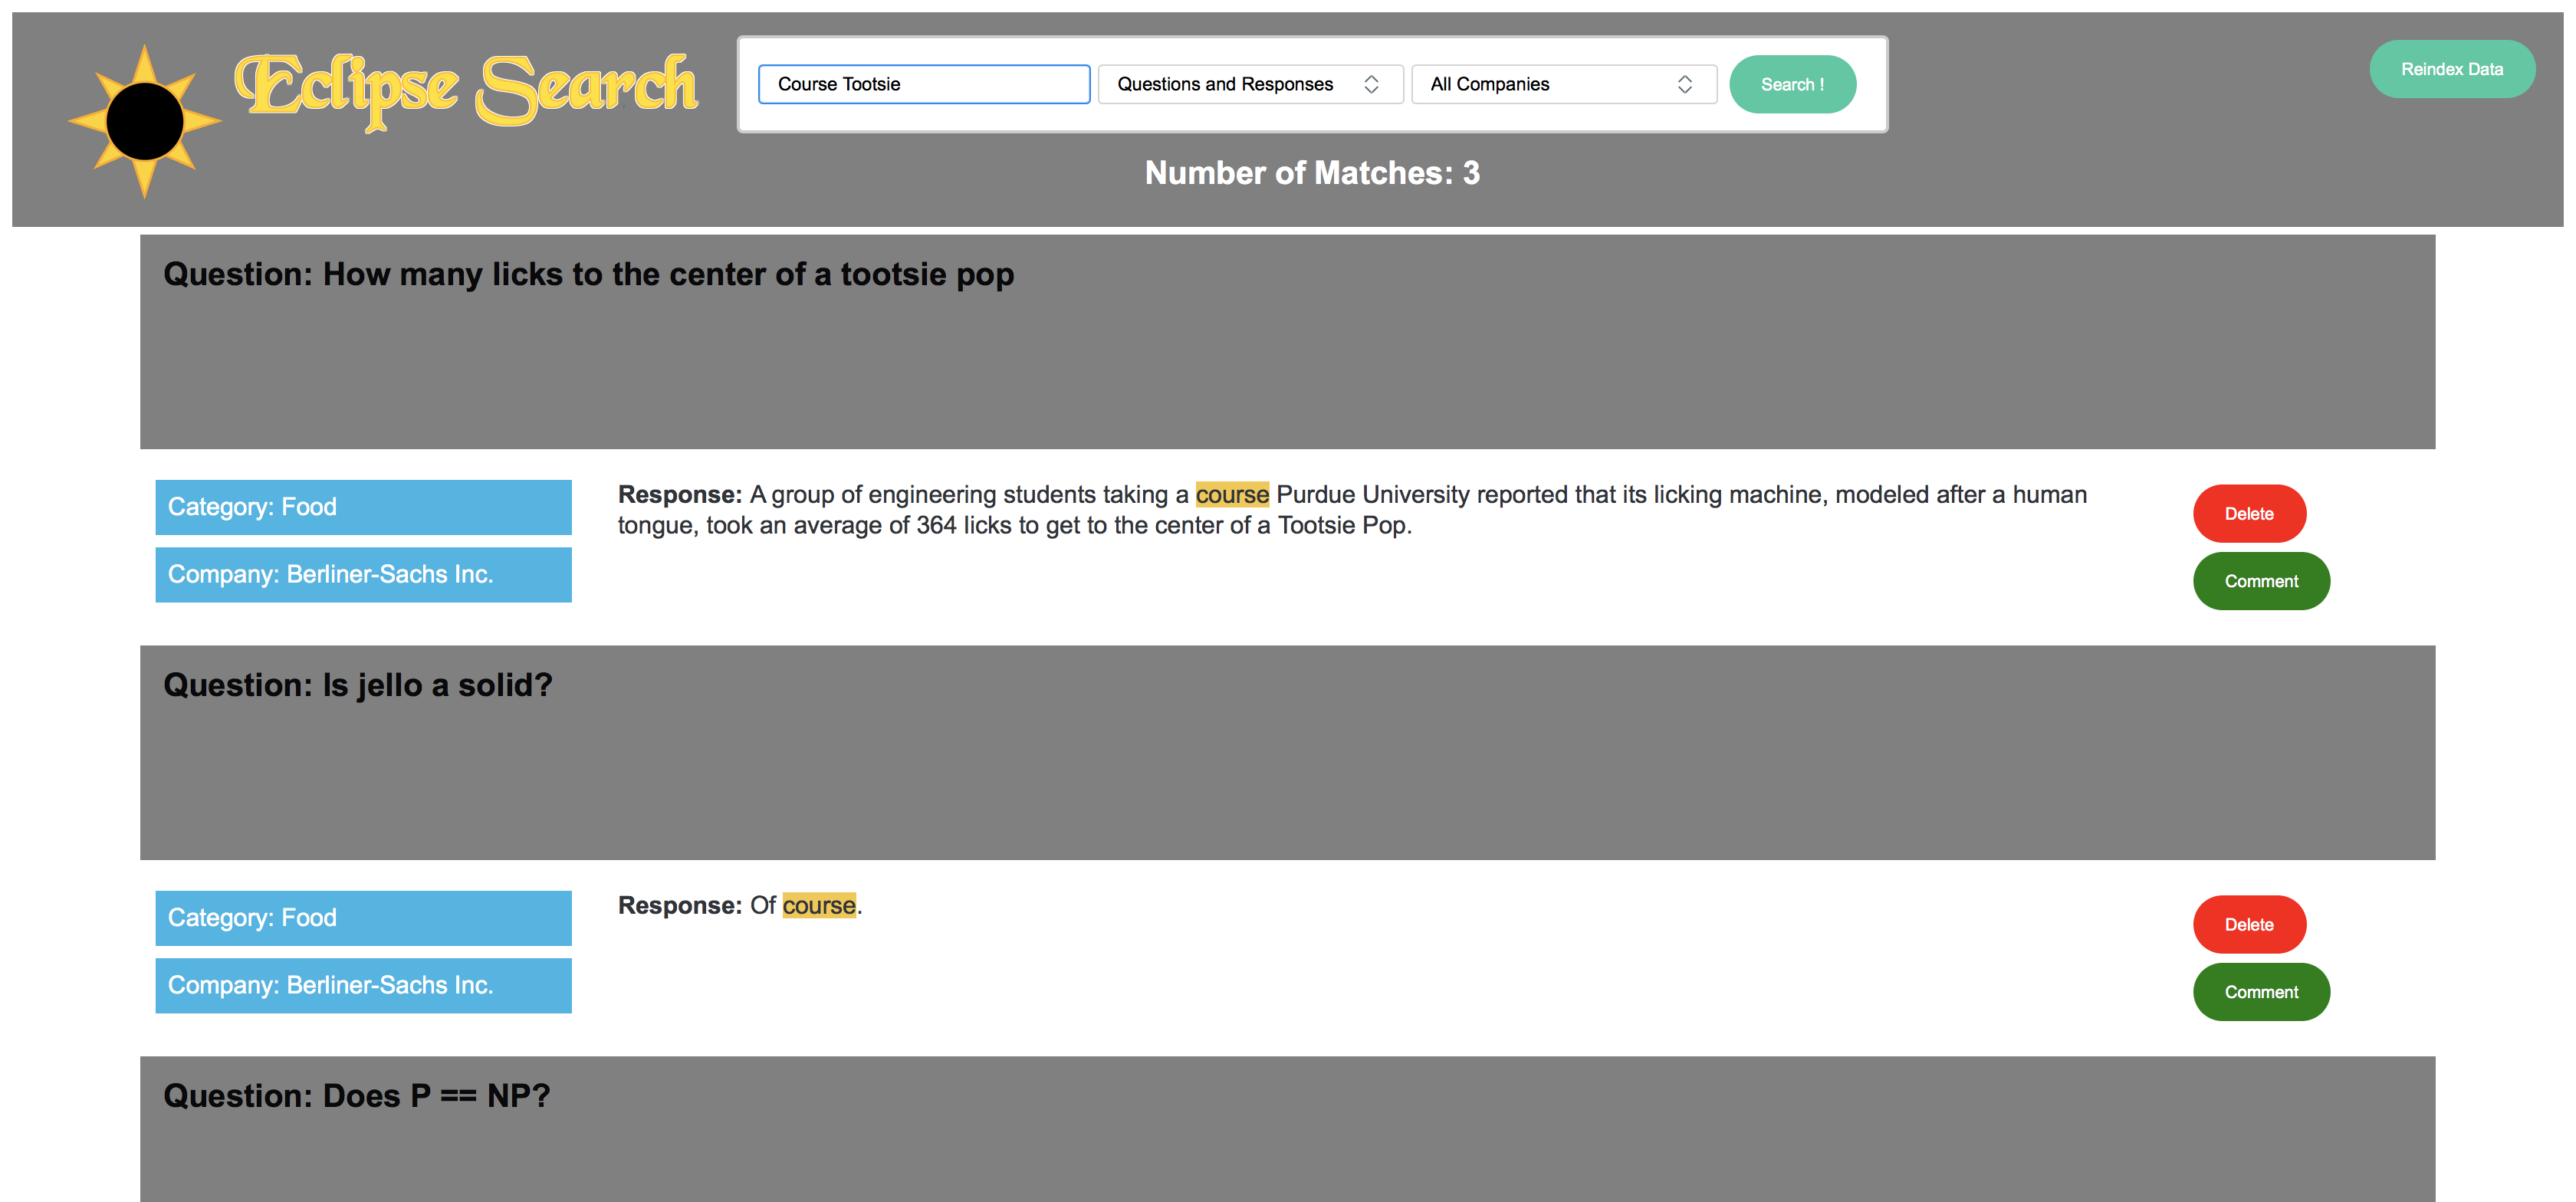 Eclipse Search
Course Tootsie
Questions and Responses
All Companies
Search !
Reindex Data
Number of Matches: 3
Question: How many licks to the center of a tootsie pop
Category: Food
Company: Berliner-Sachs Inc.
Response: A group of engineering students taking a course Purdue University reported that its licking machine, modeled after a human
tongue, took an average of 364 licks to get to the center of a Tootsie Pop.
Delete
Comment
Question: Is jello a solid?
Category: Food
Company: Berliner-Sachs Inc.
Response: Of course.
Delete
Comment
Question: Does P == NP?